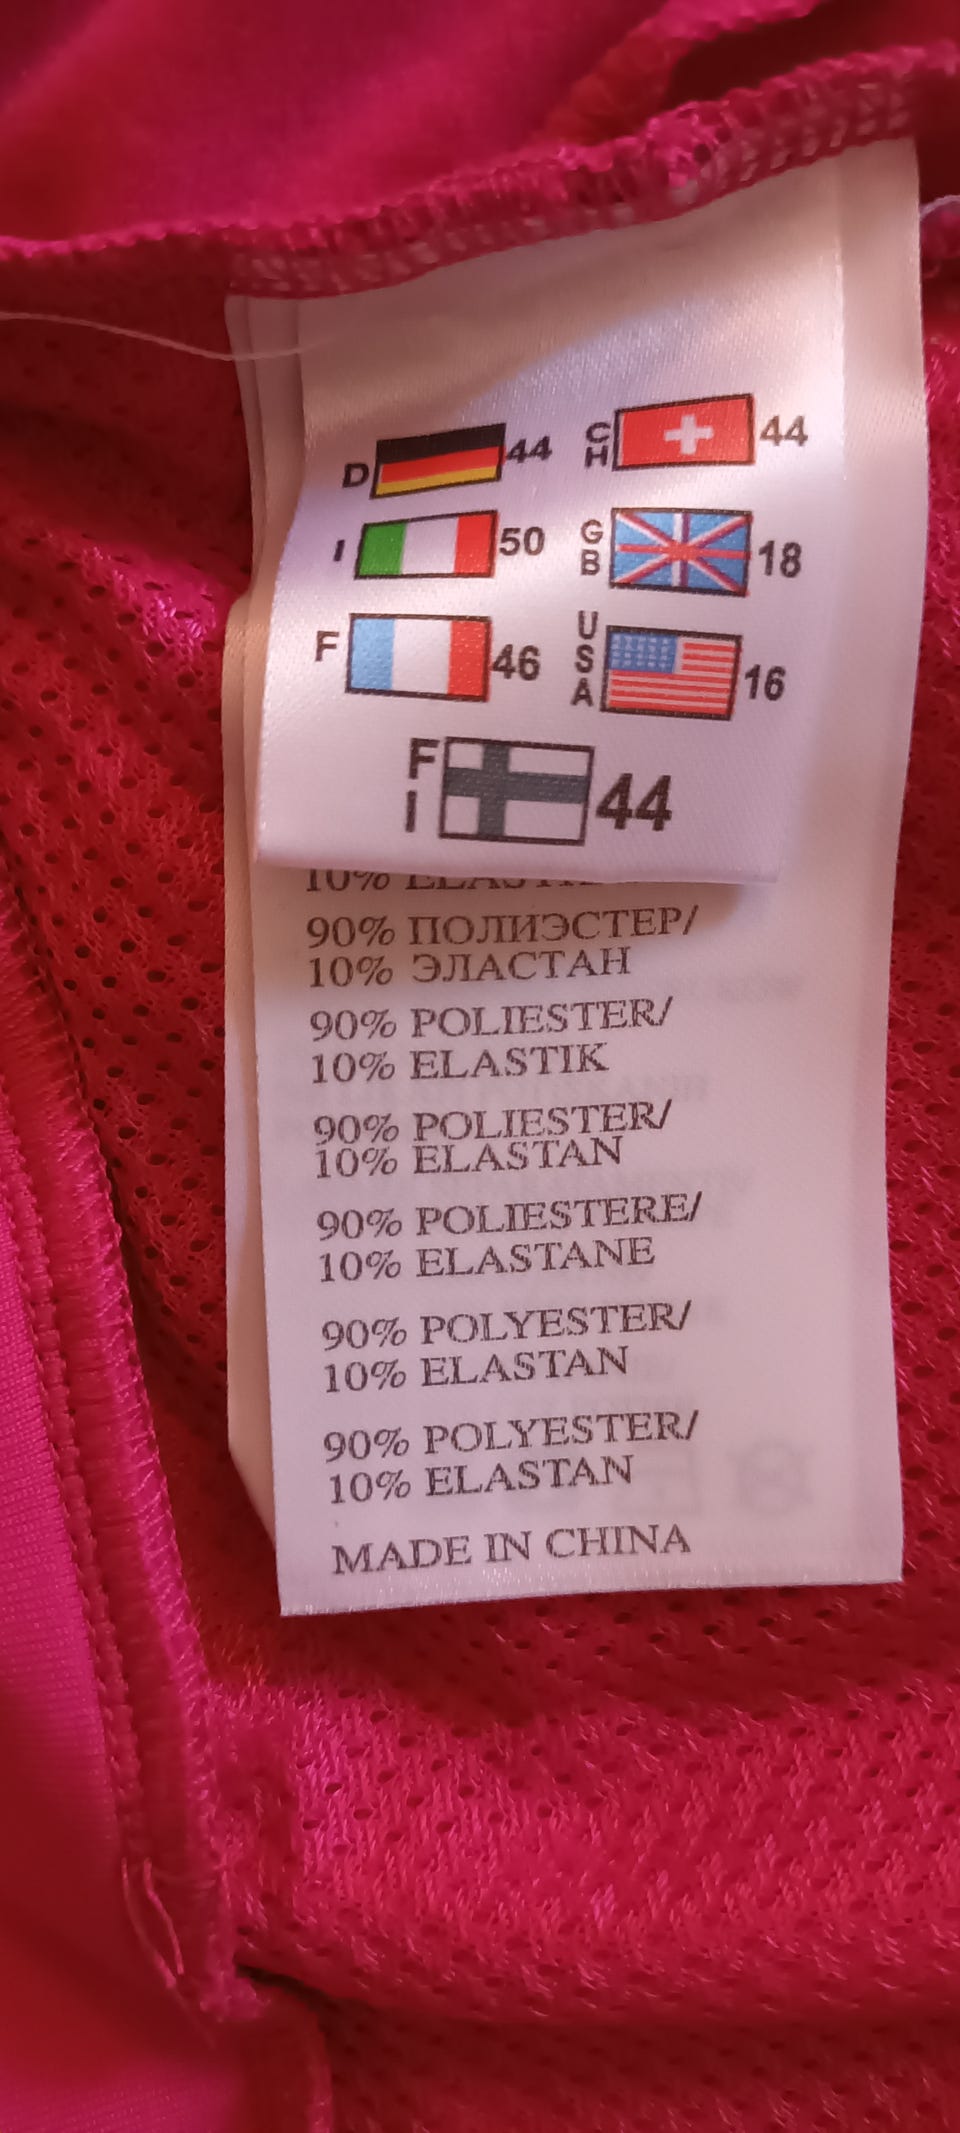 D 44 CH 44
I 50 GB 18
F 46 USA 16
FI 44
10%
90% ПОЛИЭСТЕР/
10% ЭЛАСТАН
90% POLIESTER/
10% ELASTIK
90% POLIESTER/
10% ELASTAN
90% POLIESTERE/
10% ELASTANE
90% POLYESTER/
10% ELASTAN
90% POLYESTER/
10% ELASTAN
MADE IN CHINA